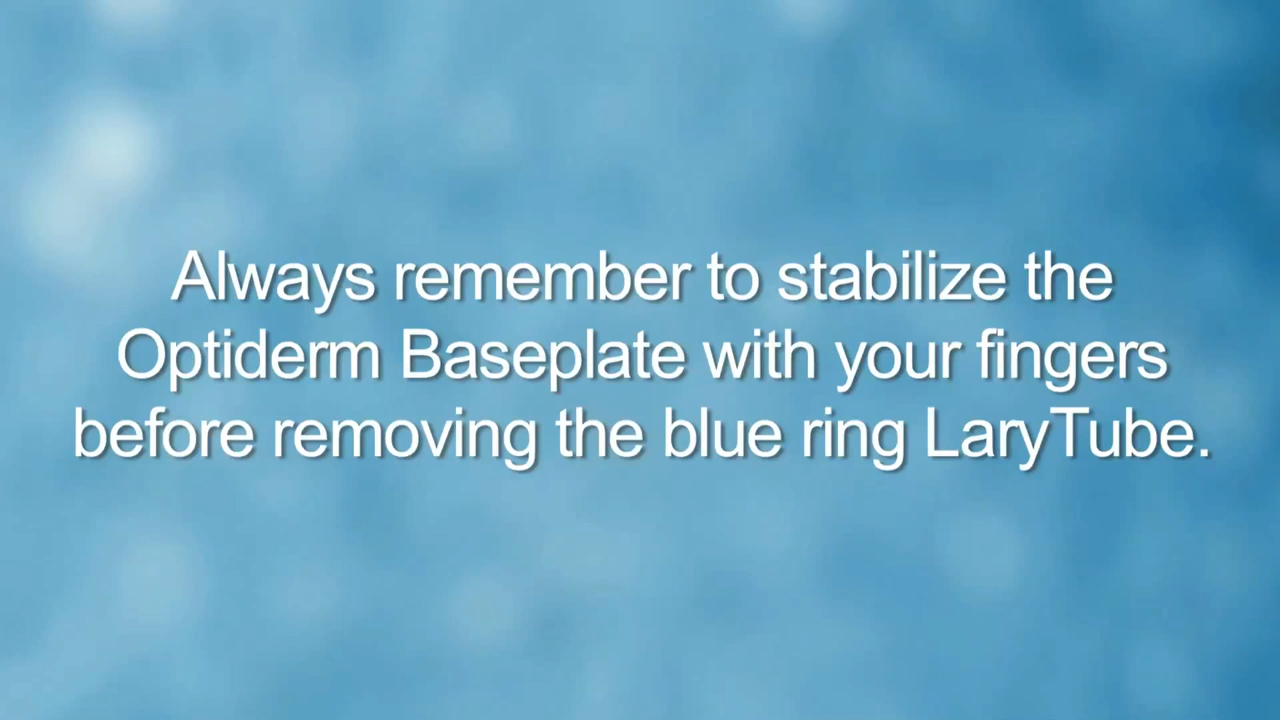 Always remember to stabilize the
Optiderm Baseplate with your fingers
before removing the blue ring LaryTube.